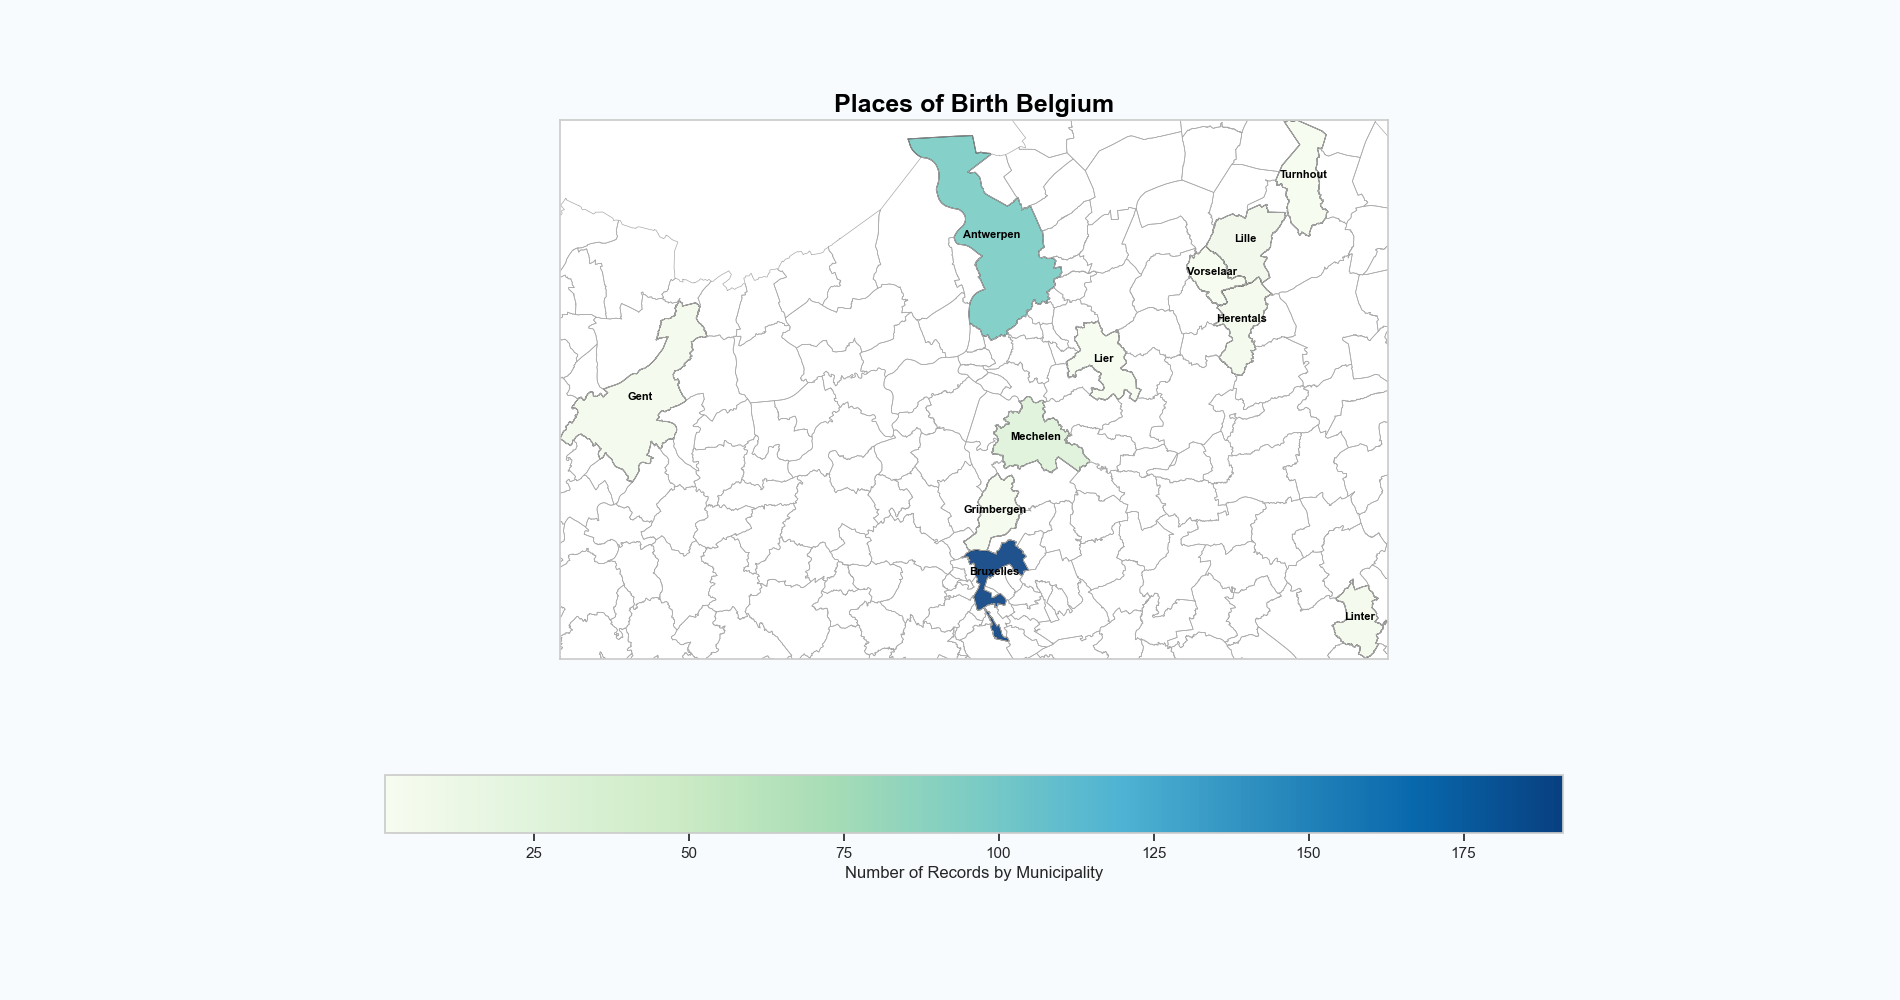 Places of Birth Belgium
Turnhout
Antwerpen
Lille
Vorselaar
Herentals
Lier
Gent
Mechelen
Grimbergen
Bruxelles
Linter
25 50 75 100 125 150 175
Number of Records by Municipality